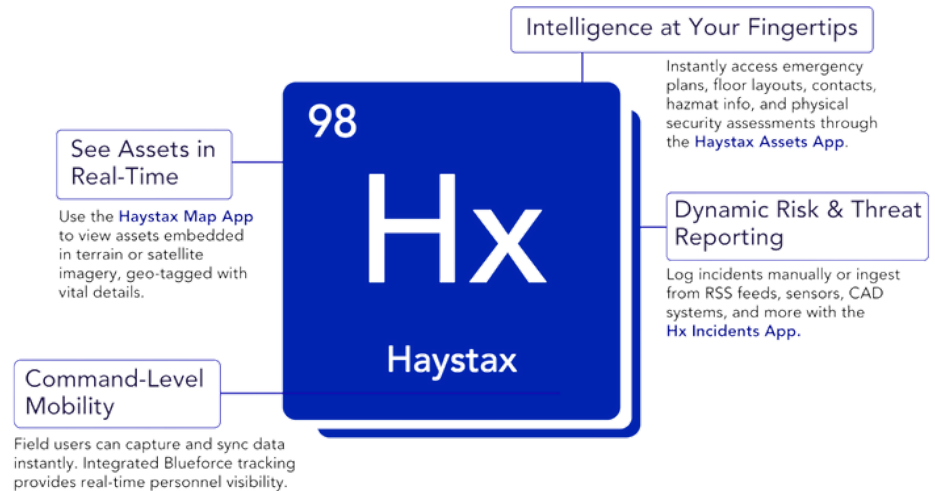 Intelligence at Your Fingertips
Instantly access emergency
plans, floor layouts, contacts,
hazmat info, and physical
security assessments through
the Haystax Assets App.
98
Hx
Haystax
See Assets in
Real-Time
Use the Haystax Map App
to view assets embedded
in terrain or satellite
imagery, geo-tagged with
vital details.
Dynamic Risk & Threat
Reporting
Log incidents manually or ingest
from RSS feeds, sensors, CAD
systems, and more with the
Hx Incidents App.
Command-Level
Mobility
Field users can capture and sync data
instantly. Integrated Blueforce tracking
provides real-time personnel visibility.